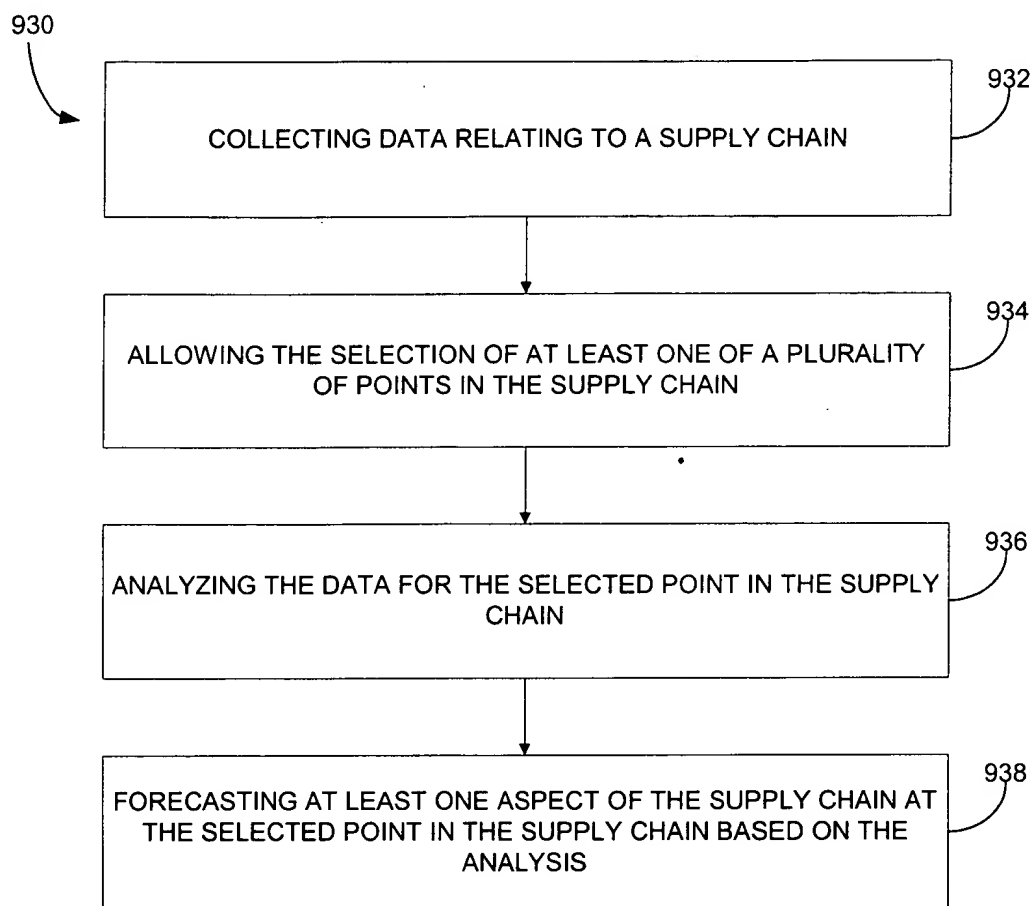 930
932
COLLECTING DATA RELATING TO A SUPPLY CHAIN
934
ALLOWING THE SELECTION OF AT LEAST ONE OF A PLURALITY
OF POINTS IN THE SUPPLY CHAIN
936
ANALYZING THE DATA FOR THE SELECTED POINT IN THE SUPPLY
CHAIN
938
FORECASTING AT LEAST ONE ASPECT OF THE SUPPLY CHAIN AT
THE SELECTED POINT IN THE SUPPLY CHAIN BASED ON THE
ANALYSIS